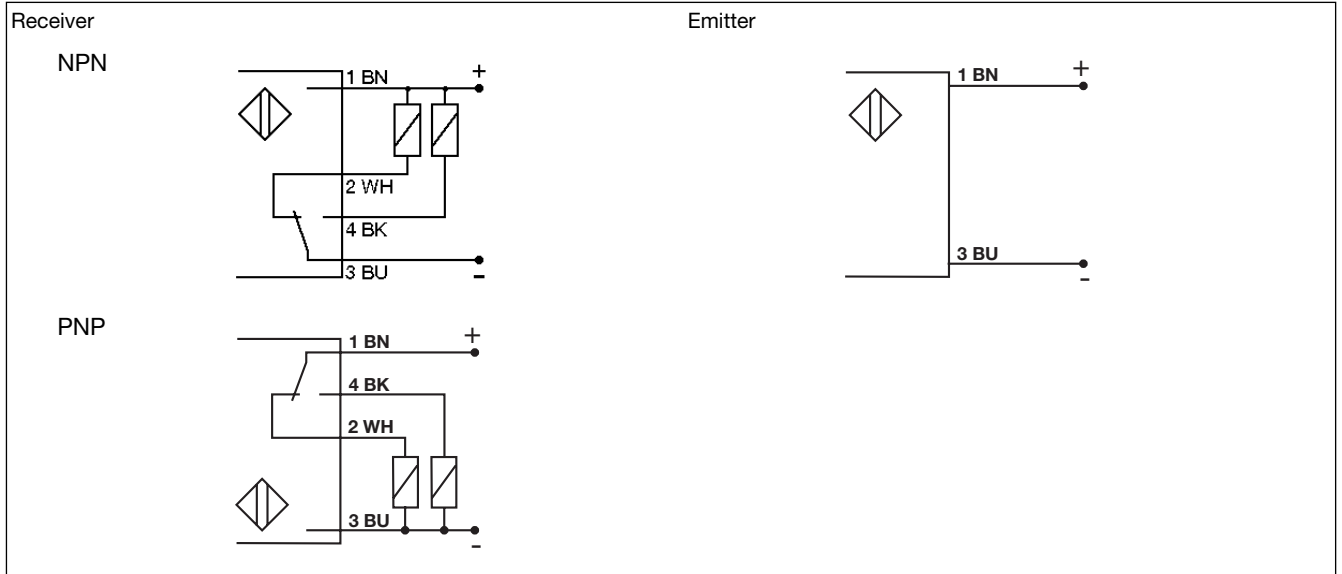 Receiver
NPN
1 BN
+
2 WH
4 BK
3 BU
-
PNP
1 BN
+
4 BK
2 WH
3 BU
-
Emitter
1 BN
+
3 BU
-